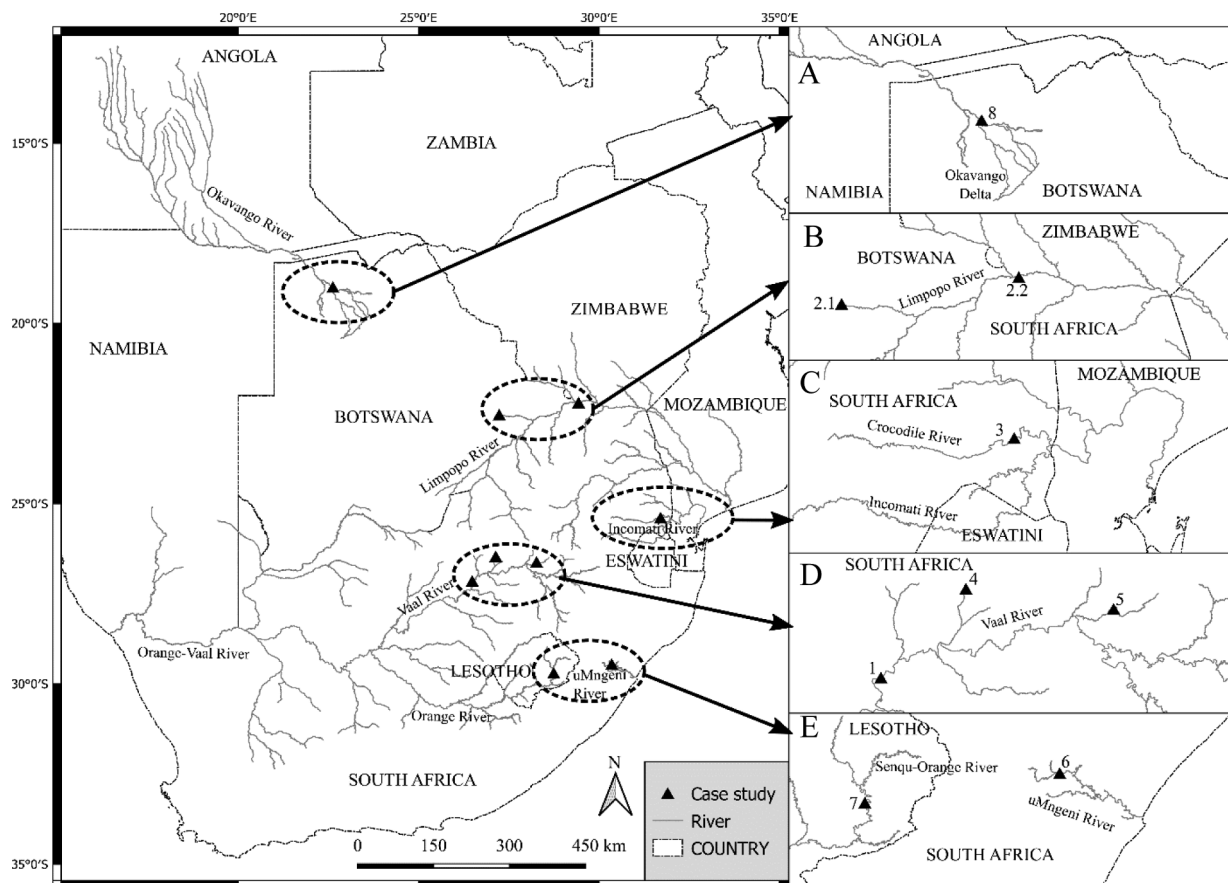 20°0'E
25°0'E
30°0'E
35°0'E
15°0'S
20°0'S
25°0'S
30°0'S
35°0'S
ANGOLA
ZAMBIA
Okavango River
ZIMBABWE
NAMIBIA
BOTSWANA
MOZAMBIQUE
Limpopo River
Incomati River
ESWATINI
Vaal River
Orange-Vaal River
LESOTHO
uMngeni
River
Orange River
SOUTH AFRICA
N
0 150 300 450 km
Case study
River
COUNTRY
A
ANGOLA
8
Okavango
Delta
NAMIBIA
BOTSWANA
B
ZIMBABWE
BOTSWANA
Limpopo River
2.1
2.2
SOUTH AFRICA
C
MOZAMBIQUE
SOUTH AFRICA
Crocodile River
3
Incomati River
ESWATINI
D
SOUTH AFRICA
4
Vaal River
5
1
E
LESOTHO
Senqu-Orange River
6
7
uMngeni River
SOUTH AFRICA